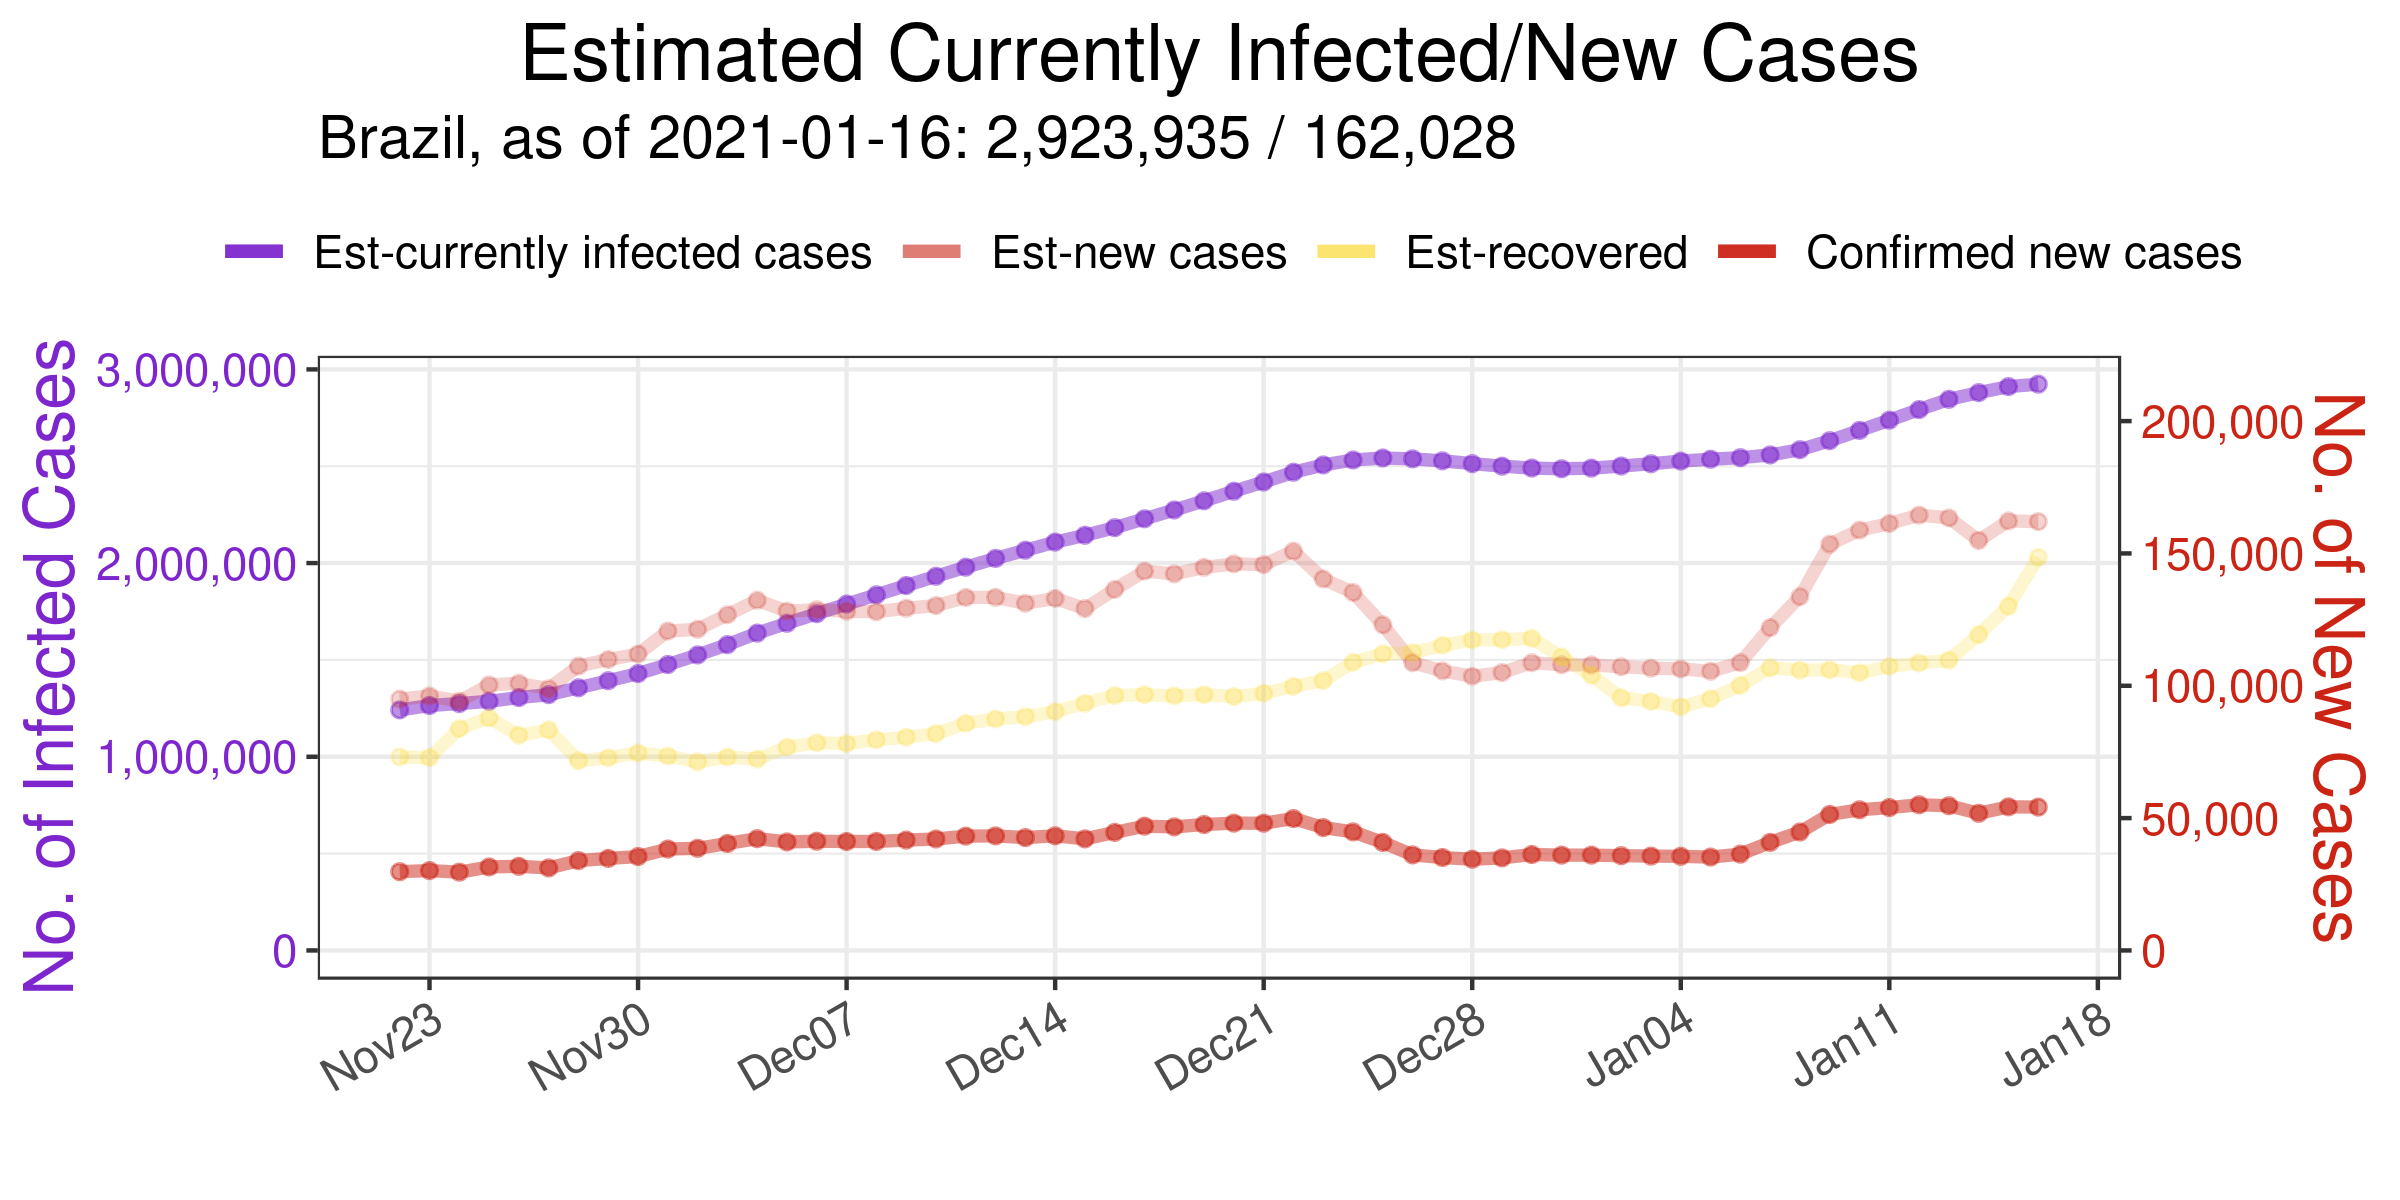 Estimated Currently Infected/New Cases
Brazil, as of 2021-01-16: 2,923,935 / 162,028
Est-currently infected cases Est-new cases Est-recovered Confirmed new cases
No. of Infected Cases
3,000,000
2,000,000
1,000,000
0
200,000
150,000
100,000
50,000
0
No. of New Cases
Nov23 Nov30 Dec07 Dec14 Dec21 Dec28 Jan04 Jan11 Jan18